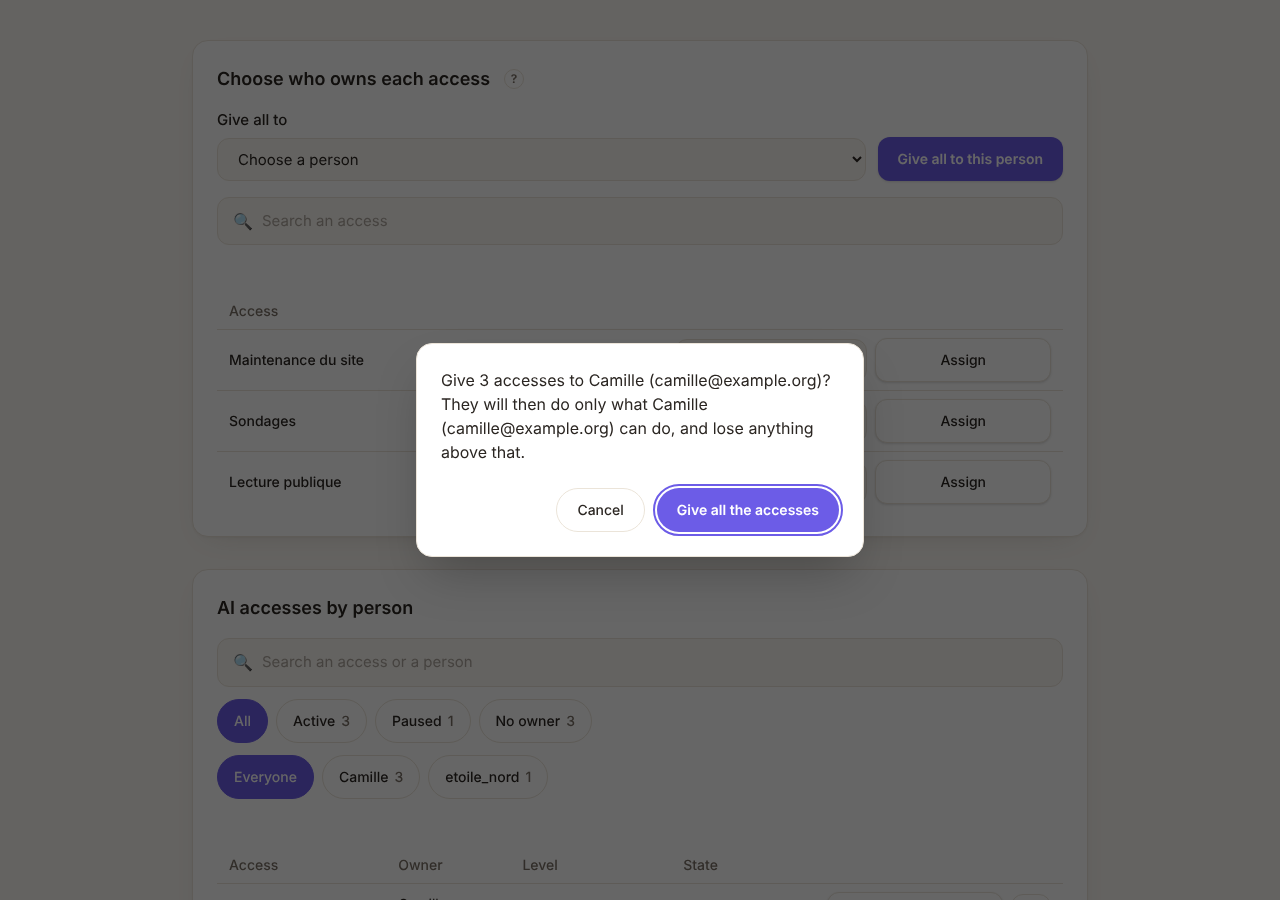 Choose who owns each access ?
Give all to
Choose a person
Give all to this person
Search an access
Access
Maintenance du site
Assign
Sondages
Assign
Lecture publique
Assign
Give 3 accesses to Camille (camille@example.org)?
They will then do only what Camille
(camille@example.org) can do, and lose anything
above that.
Cancel
Give all the accesses
AI accesses by person
Search an access or a person
All
Active 3
Paused 1
No owner 3
Everyone
Camille 3
etoile_nord 1
Access Owner Level State